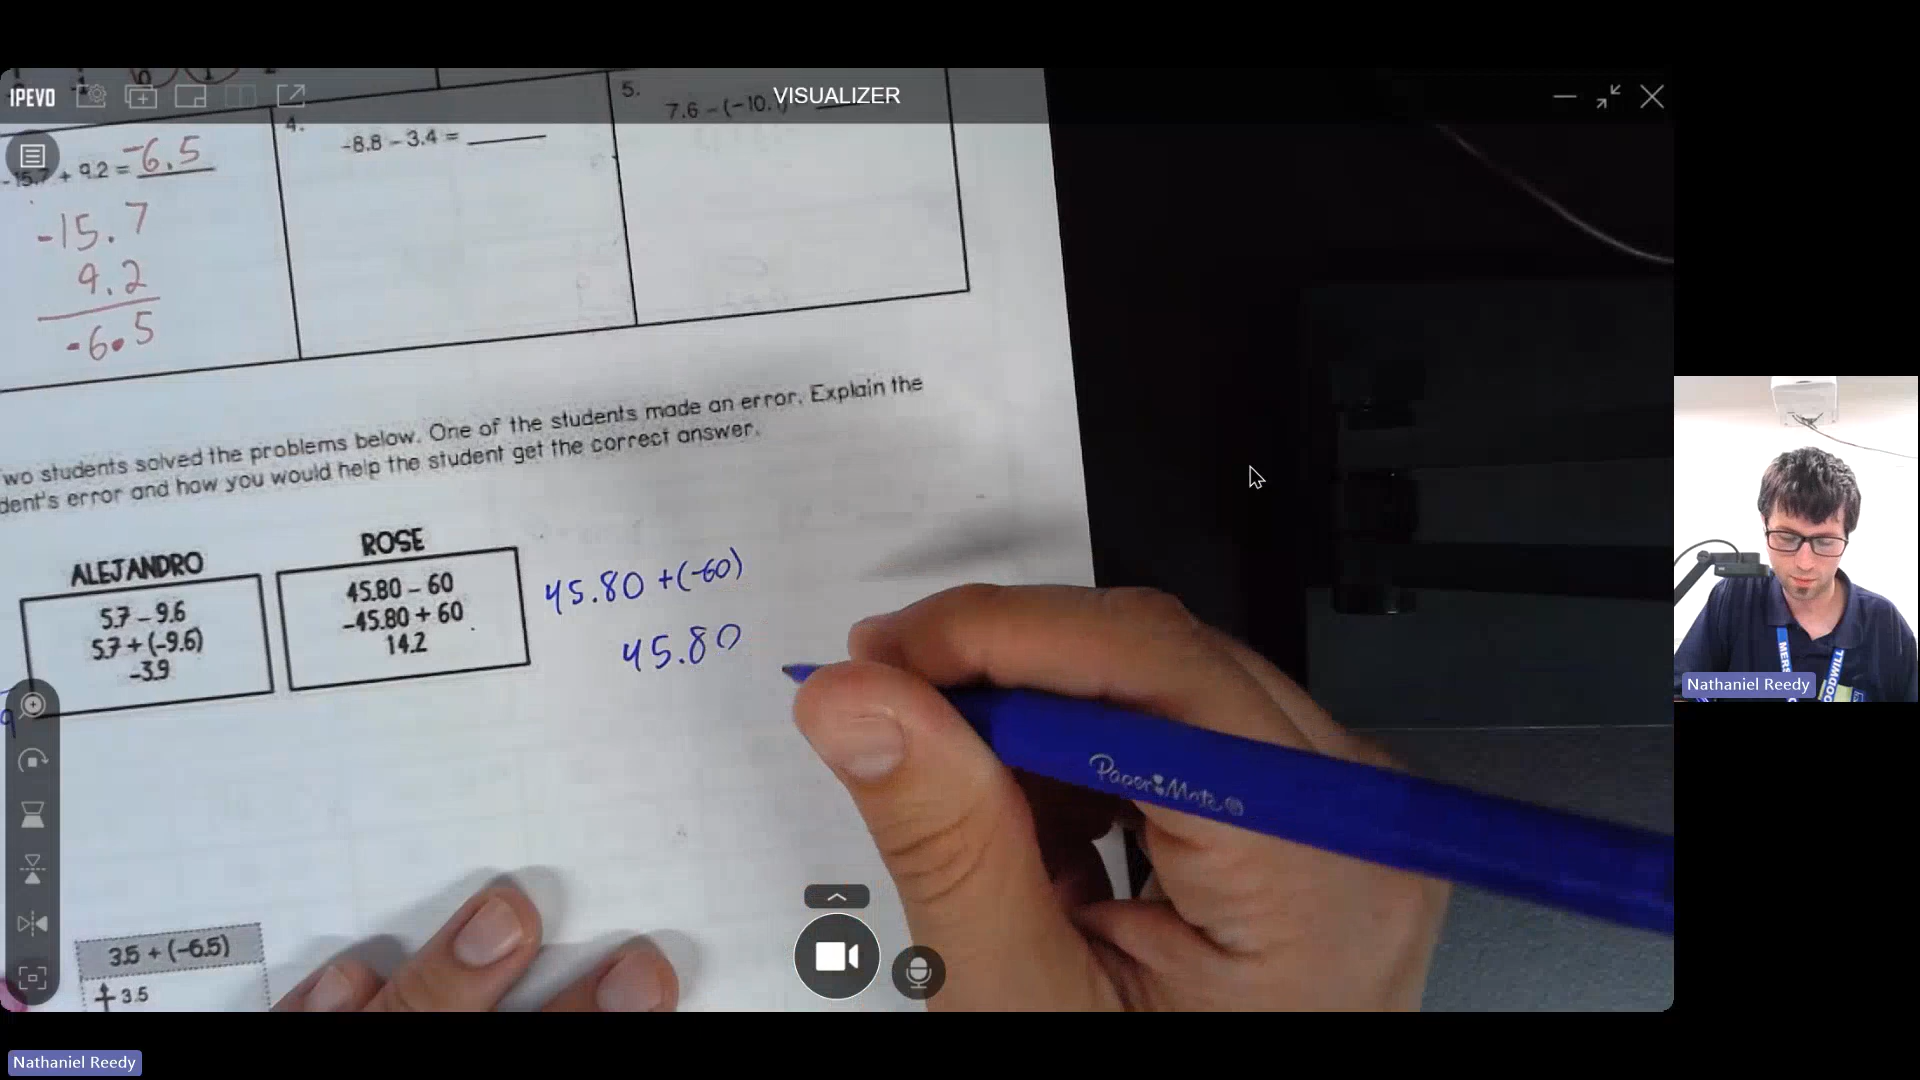 IPEVO
VISUALIZER
-15.7 + 9.2 = -6.5
-15.7
9.2
-6.5
4.
-8.8 - 3.4 =
5.
7.6 - (-10.
wo students solved the problems below. One of the students made an error. Explain the
dent's error and how you would help the student get the correct answer.
ALEJANDRO
5.7 - 9.6
5.7 + (-9.6)
-3.9
ROSE
45.80 - 60
-45.80 + 60
14.2
45.80 + (-60)
45.80
Paper Mate
3.5 + (-6.5)
3.5
MERS
OODWILL
Nathaniel Reedy
Nathaniel Reedy